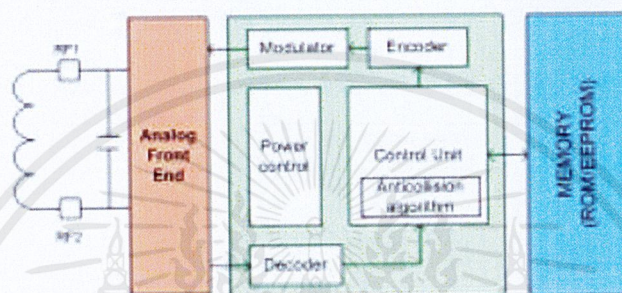 RF1
RF2
Analog
Front
End
Modulator
Encoder
Power
control
Control Unit
Anticollision
algorithm
Decoder
MEMORY
(ROM/EEPROM)